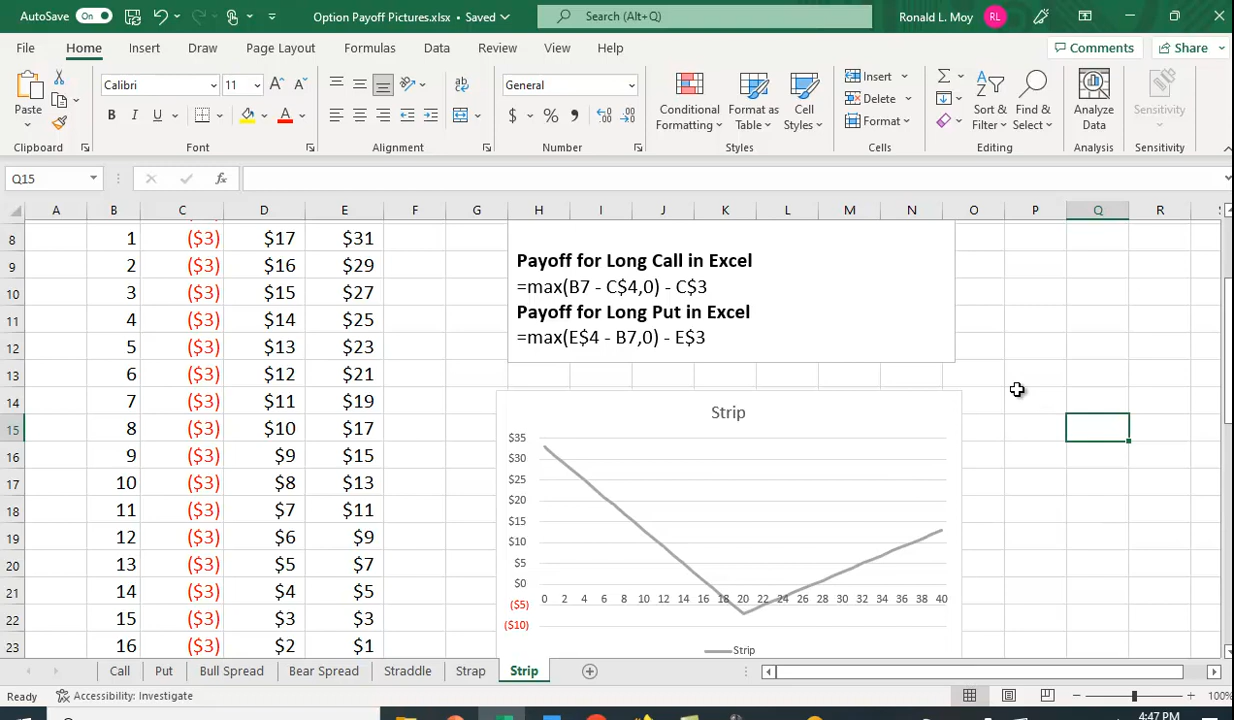 AutoSave On Option Payoff Pictures.xlsx • Saved Search (Alt+Q) Ronald L. Moy RL
File Home Insert Draw Page Layout Formulas Data Review View Help Comments Share
Paste Calibri 11 A A ab General Conditional Formatting Format as Table Cell Styles Insert Delete Format Sort & Filter Find & Select Analyze Data Sensitivity
B I U A $ % 9
Clipboard Font Alignment Number Styles Cells Editing Analysis Sensitivity
Q15 fx
A B C D E F G H I J K L M N O P Q R
8 1 ($3) $17 $31
9 2 ($3) $16 $29
10 3 ($3) $15 $27
11 4 ($3) $14 $25
12 5 ($3) $13 $23
13 6 ($3) $12 $21
14 7 ($3) $11 $19
15 8 ($3) $10 $17
16 9 ($3) $9 $15
17 10 ($3) $8 $13
18 11 ($3) $7 $11
19 12 ($3) $6 $9
20 13 ($3) $5 $7
21 14 ($3) $4 $5
22 15 ($3) $3 $3
23 16 ($3) $2 $1
Payoff for Long Call in Excel
=max(B7 - C$4,0) - C$3
Payoff for Long Put in Excel
=max(E$4 - B7,0) - E$3
Strip
$35
$30
$25
$20
$15
$10
$5
$0
($5)
($10)
0 2 4 6 8 10 12 14 16 18 20 22 24 26 28 30 32 34 36 38 40
Strip
Call Put Bull Spread Bear Spread Straddle Strap Strip
Ready Accessibility: Investigate 100%
4:47 PM